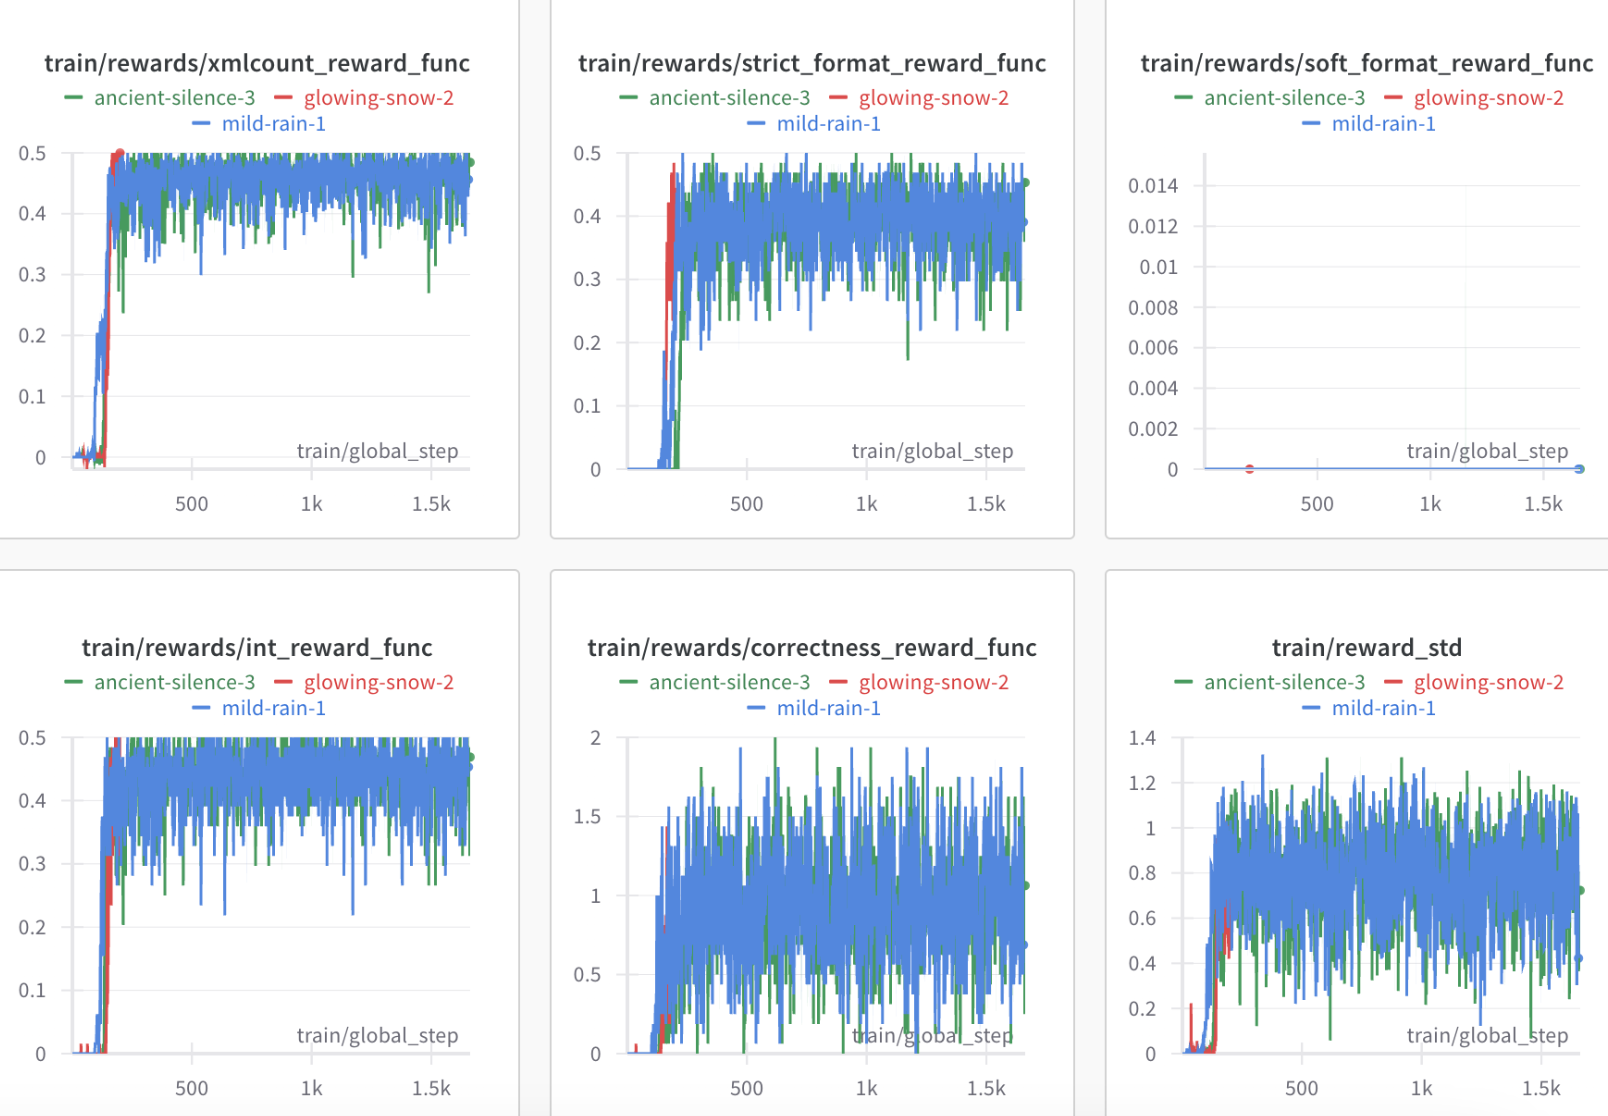 train/rewards/xmlcount_reward_func
ancient-silence-3 glowing-snow-2
mild-rain-1
0.5
0.4
0.3
0.2
0.1
0
train/global_step
500 1k 1.5k
train/rewards/strict_format_reward_func
ancient-silence-3 glowing-snow-2
mild-rain-1
0.5
0.4
0.3
0.2
0.1
0
train/global_step
500 1k 1.5k
train/rewards/soft_format_reward_func
ancient-silence-3 glowing-snow-2
mild-rain-1
0.014
0.012
0.01
0.008
0.006
0.004
0.002
0
train/global_step
500 1k 1.5k
train/rewards/int_reward_func
ancient-silence-3 glowing-snow-2
mild-rain-1
0.5
0.4
0.3
0.2
0.1
0
train/global_step
500 1k 1.5k
train/rewards/correctness_reward_func
ancient-silence-3 glowing-snow-2
mild-rain-1
2
1.5
1
0.5
0
train/global_step
500 1k 1.5k
train/reward_std
ancient-silence-3 glowing-snow-2
mild-rain-1
1.4
1.2
1
0.8
0.6
0.4
0.2
0
train/global_step
500 1k 1.5k